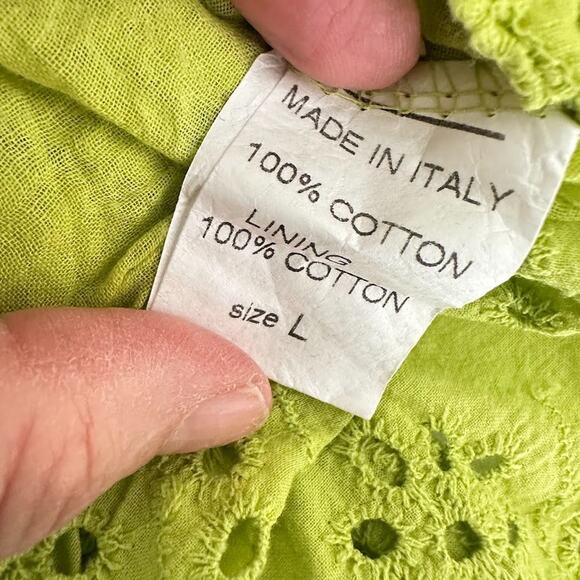 MADE IN ITALY
100% COTTON
LINING
100% COTTON
size L